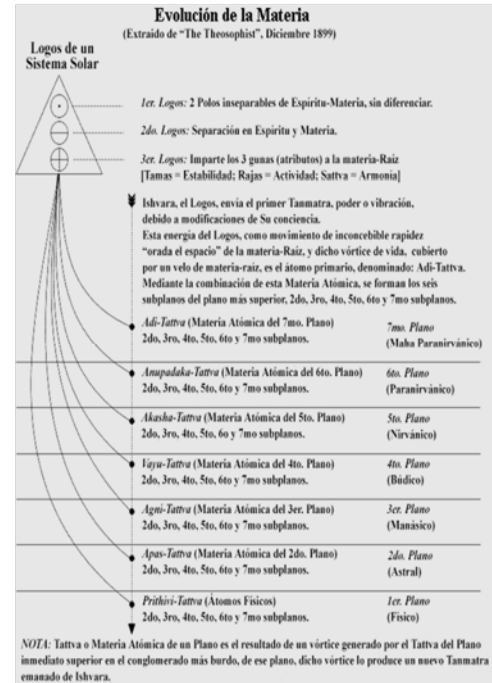 Evolución de la Materia
(Extraido de “The Theosophist”, Diciembre 1899)
Logos de un
Sistema Solar
1er. Logos: 2 Polos inseparables de Espíritu-Materia, sin diferenciar.
2do. Logos: Separación en Espíritu y Materia.
3er. Logos: Imparte los 3 gunas (atributos) a la materia-Raíz
[Tamas = Estabilidad; Rajas = Actividad; Sattva = Armonía]
Ishvara, el Logos, envía el primer Tanmatra, poder o vibración,
debido a modificaciones de Su conciencia.
Esta energía del Logos, como movimiento de inconcebible rapidez
“orada el espacio” de la materia-Raíz, y dicho vórtice de vida, cubierto
por un velo de materia-raíz, es el átomo primario, denominado: Adi-Tattva.
Mediante la combinación de esta Materia Atómica, se forman los seis
subplanos del plano más superior, 2do, 3ro, 4to, 5to, 6to y 7mo subplanos.
Adi-Tattva (Materia Atómica del 7mo. Plano)
2do, 3ro, 4to, 5to, 6to y 7mo subplanos.
7mo. Plano
(Maha Paranirvánico)
Anupadaka-Tattva (Materia Atómica del 6to. Plano)
2do, 3ro, 4to, 5to, 6to y 7mo subplanos.
6to. Plano
(Paranirvánico)
Akasha-Tattva (Materia Atómica del 5to. Plano)
2do, 3ro, 4to, 5to, 6o y 7mo subplanos.
5to. Plano
(Nirvánico)
Vayu-Tattva (Materia Atómica del 4to. Plano)
2do, 3ro, 4to, 5to, 6to y 7mo subplanos.
4to. Plano
(Búdico)
Agni-Tattva (Materia Atómica del 3er. Plano)
2do, 3ro, 4to, 5to, 6to y 7mo subplanos.
3er. Plano
(Manásico)
Apas-Tattva (Materia Atómica del 2do. Plano)
2do, 3ro, 4to, 5to, 6to y 7mo subplanos.
2do. Plano
(Astral)
Prithivi-Tattva (Átomos Físicos)
2do, 3ro, 4to, 5to, 6to y 7mo subplanos.
1er. Plano
(Físico)
NOTA: Tattva o Materia Atómica de un Plano es el resultado de un vórtice generado por el Tattva del Plano
inmediato superior en el conglomerado más burdo, de ese plano, dicho vórtice lo produce un nuevo Tanmatra
emanado de Ishvara.